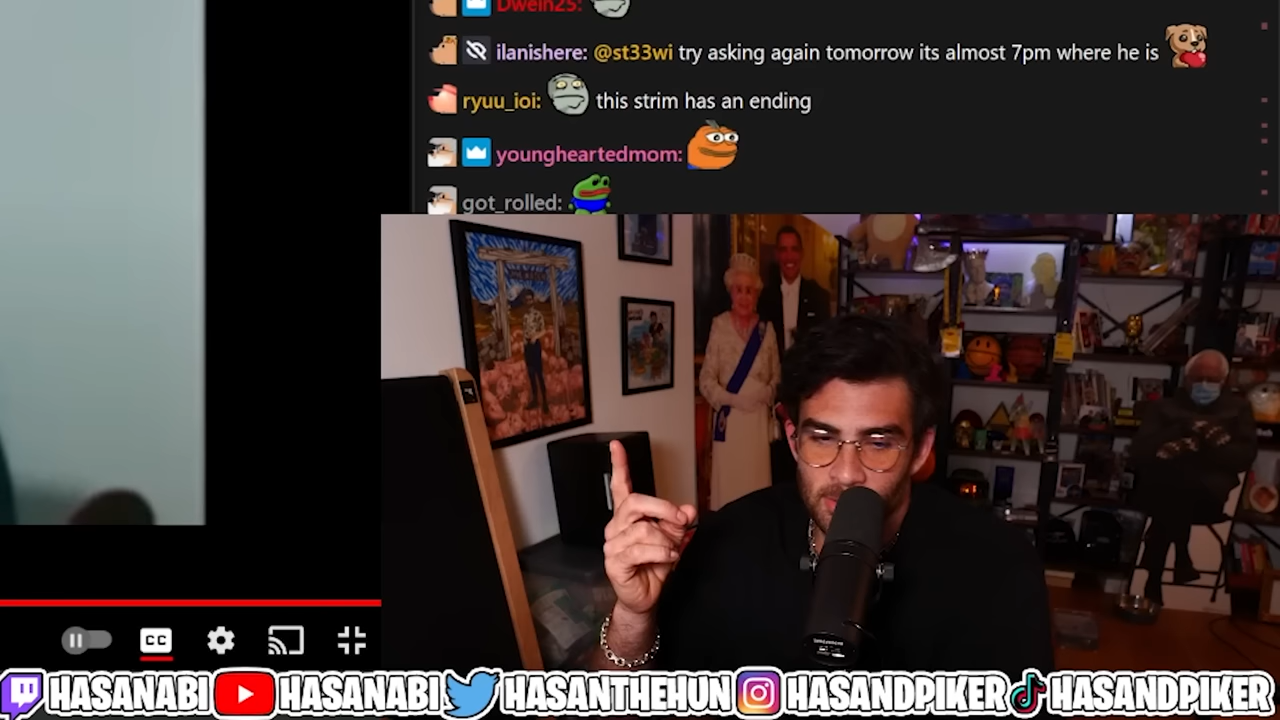 Dwein25:
ilanishere: @st33wi try asking again tomorrow its almost 7pm where he is
ryuu_ioi: this strim has an ending
youngheartedmom:
got_rolled:
CC
HASANABI HASANABI HASANTHEHUN HASANDPIKER HASANDPIKER